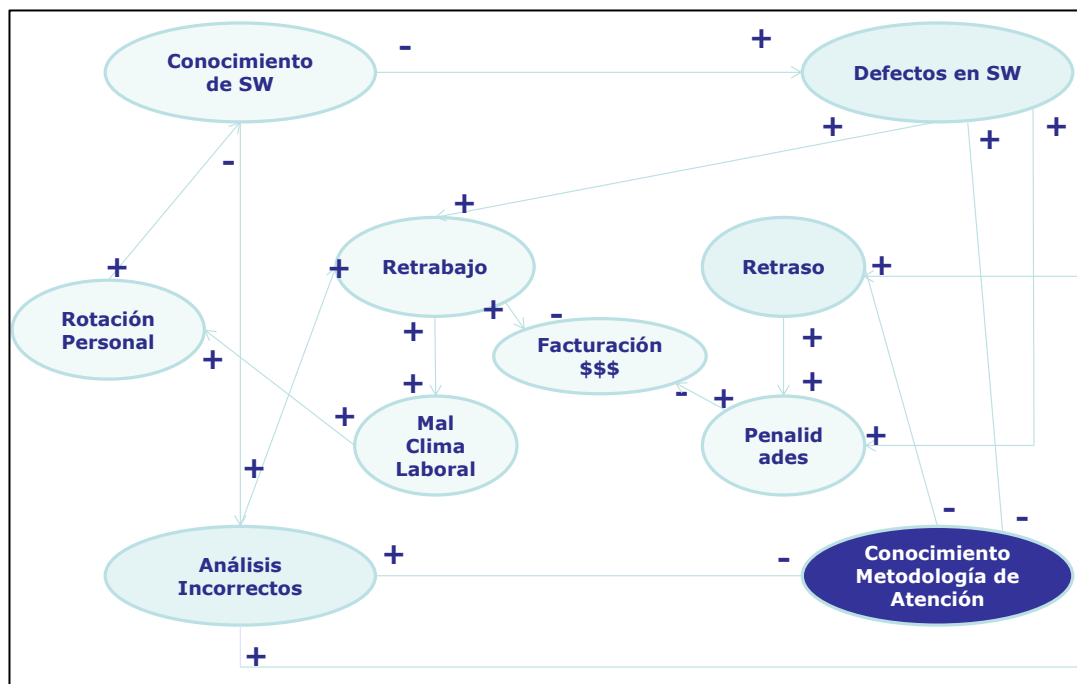 - +
Conocimiento
de SW
Defectos en SW
+ + +
-
+
Retrabajo
Retraso
+ +
+
Rotación
Personal
+ -
+
+
Facturación
$$$
+
+ + - + +
Mal
Clima
Laboral
+
Penalid
ades
+
+
- -
Análisis
Incorrectos
+ -
Conocimiento
Metodología de
Atención
+